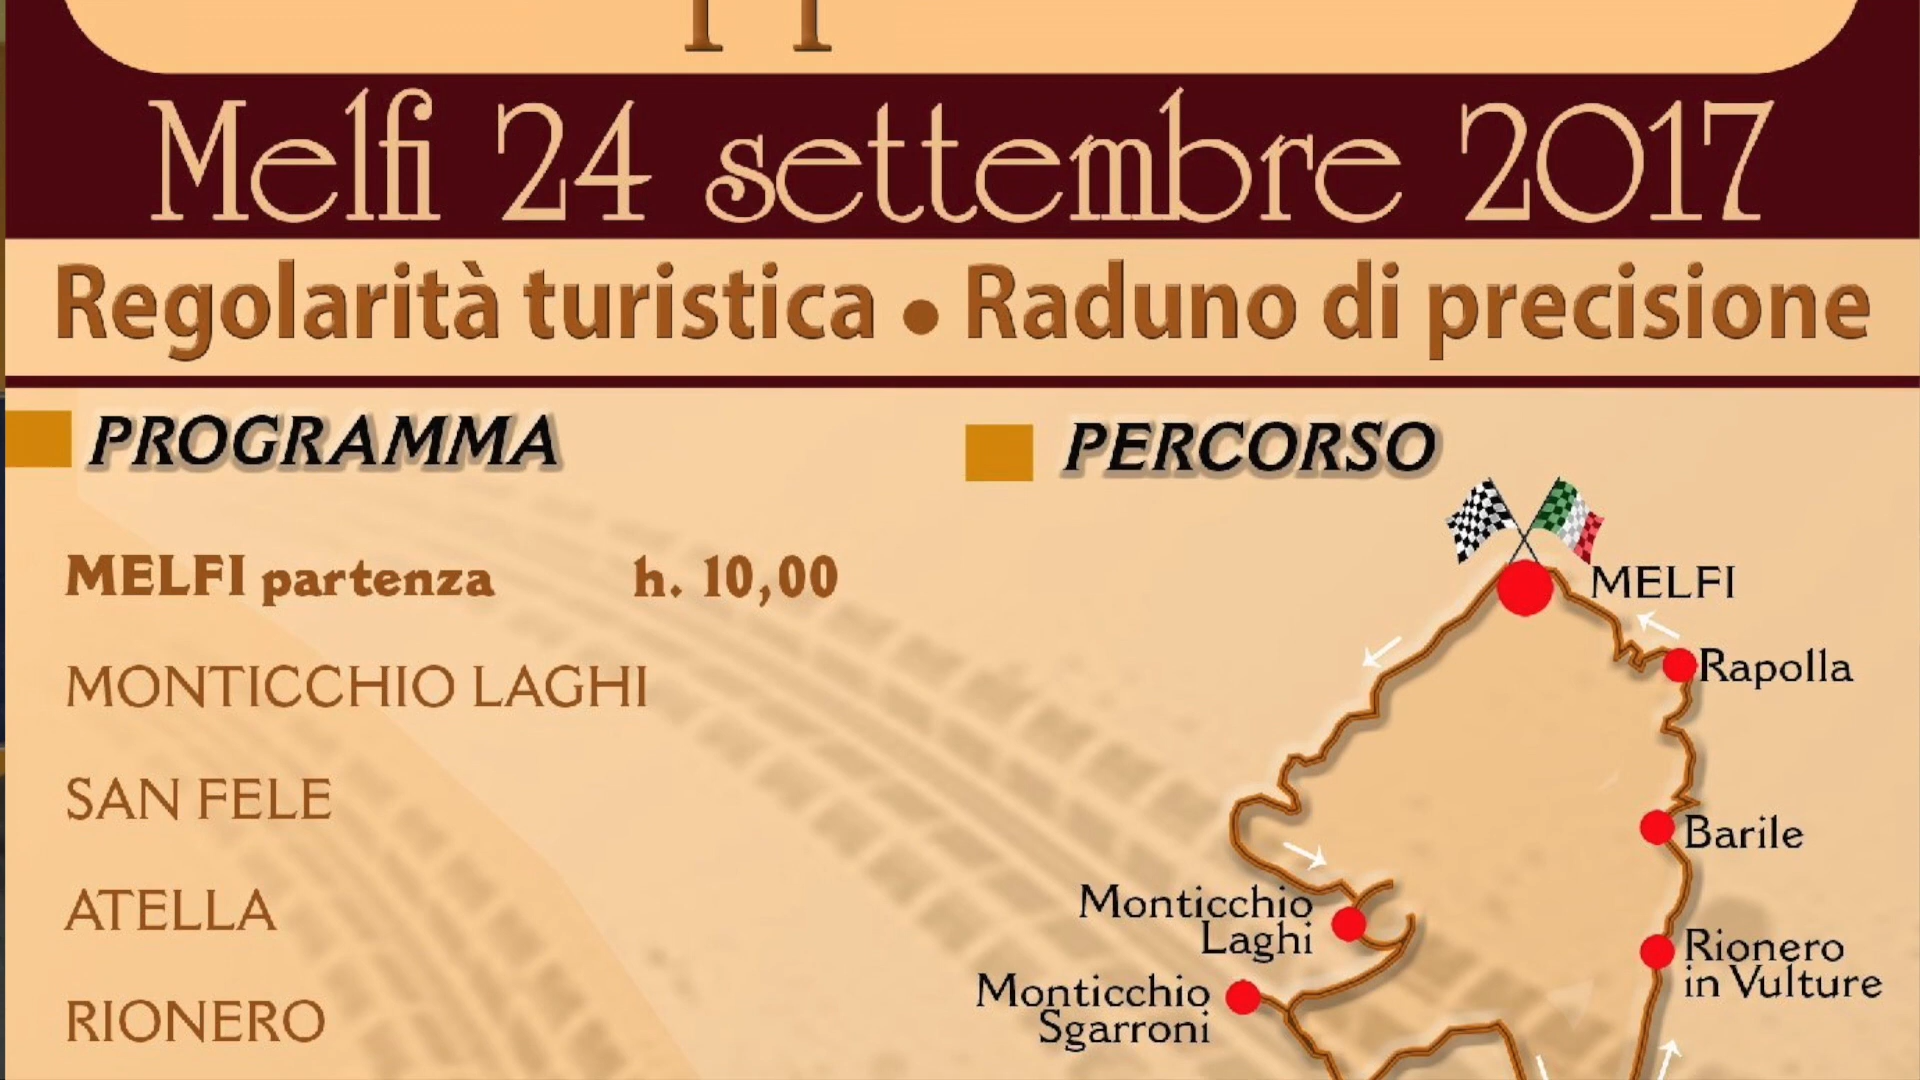 Melfi 24 settembre 2017
Regolarità turistica • Raduno di precisione
PROGRAMMA
MELFI partenza h. 10,00
MONTICCHIO LAGHI
SAN FELE
ATELLA
RIONERO
PERCORSO
MELFI
Rapolla
Barile
Monticchio
Laghi
Rionero
in Vulture
Monticchio
Sgarroni